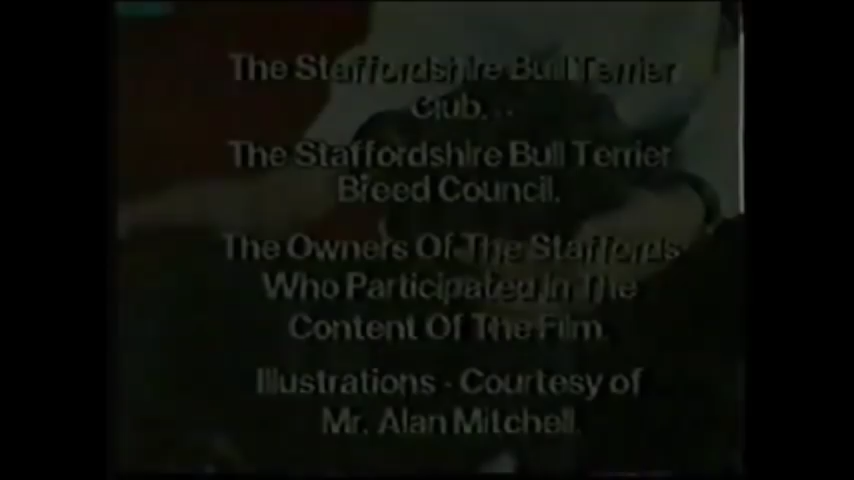 The Staffordshire Bull Terrier
Club...
The Staffordshire Bull Terrier
Breed Council.
The Owners Of The Staffords
Who Participated In The
Content Of The Film.
Illustrations - Courtesy of
Mr. Alan Mitchell.